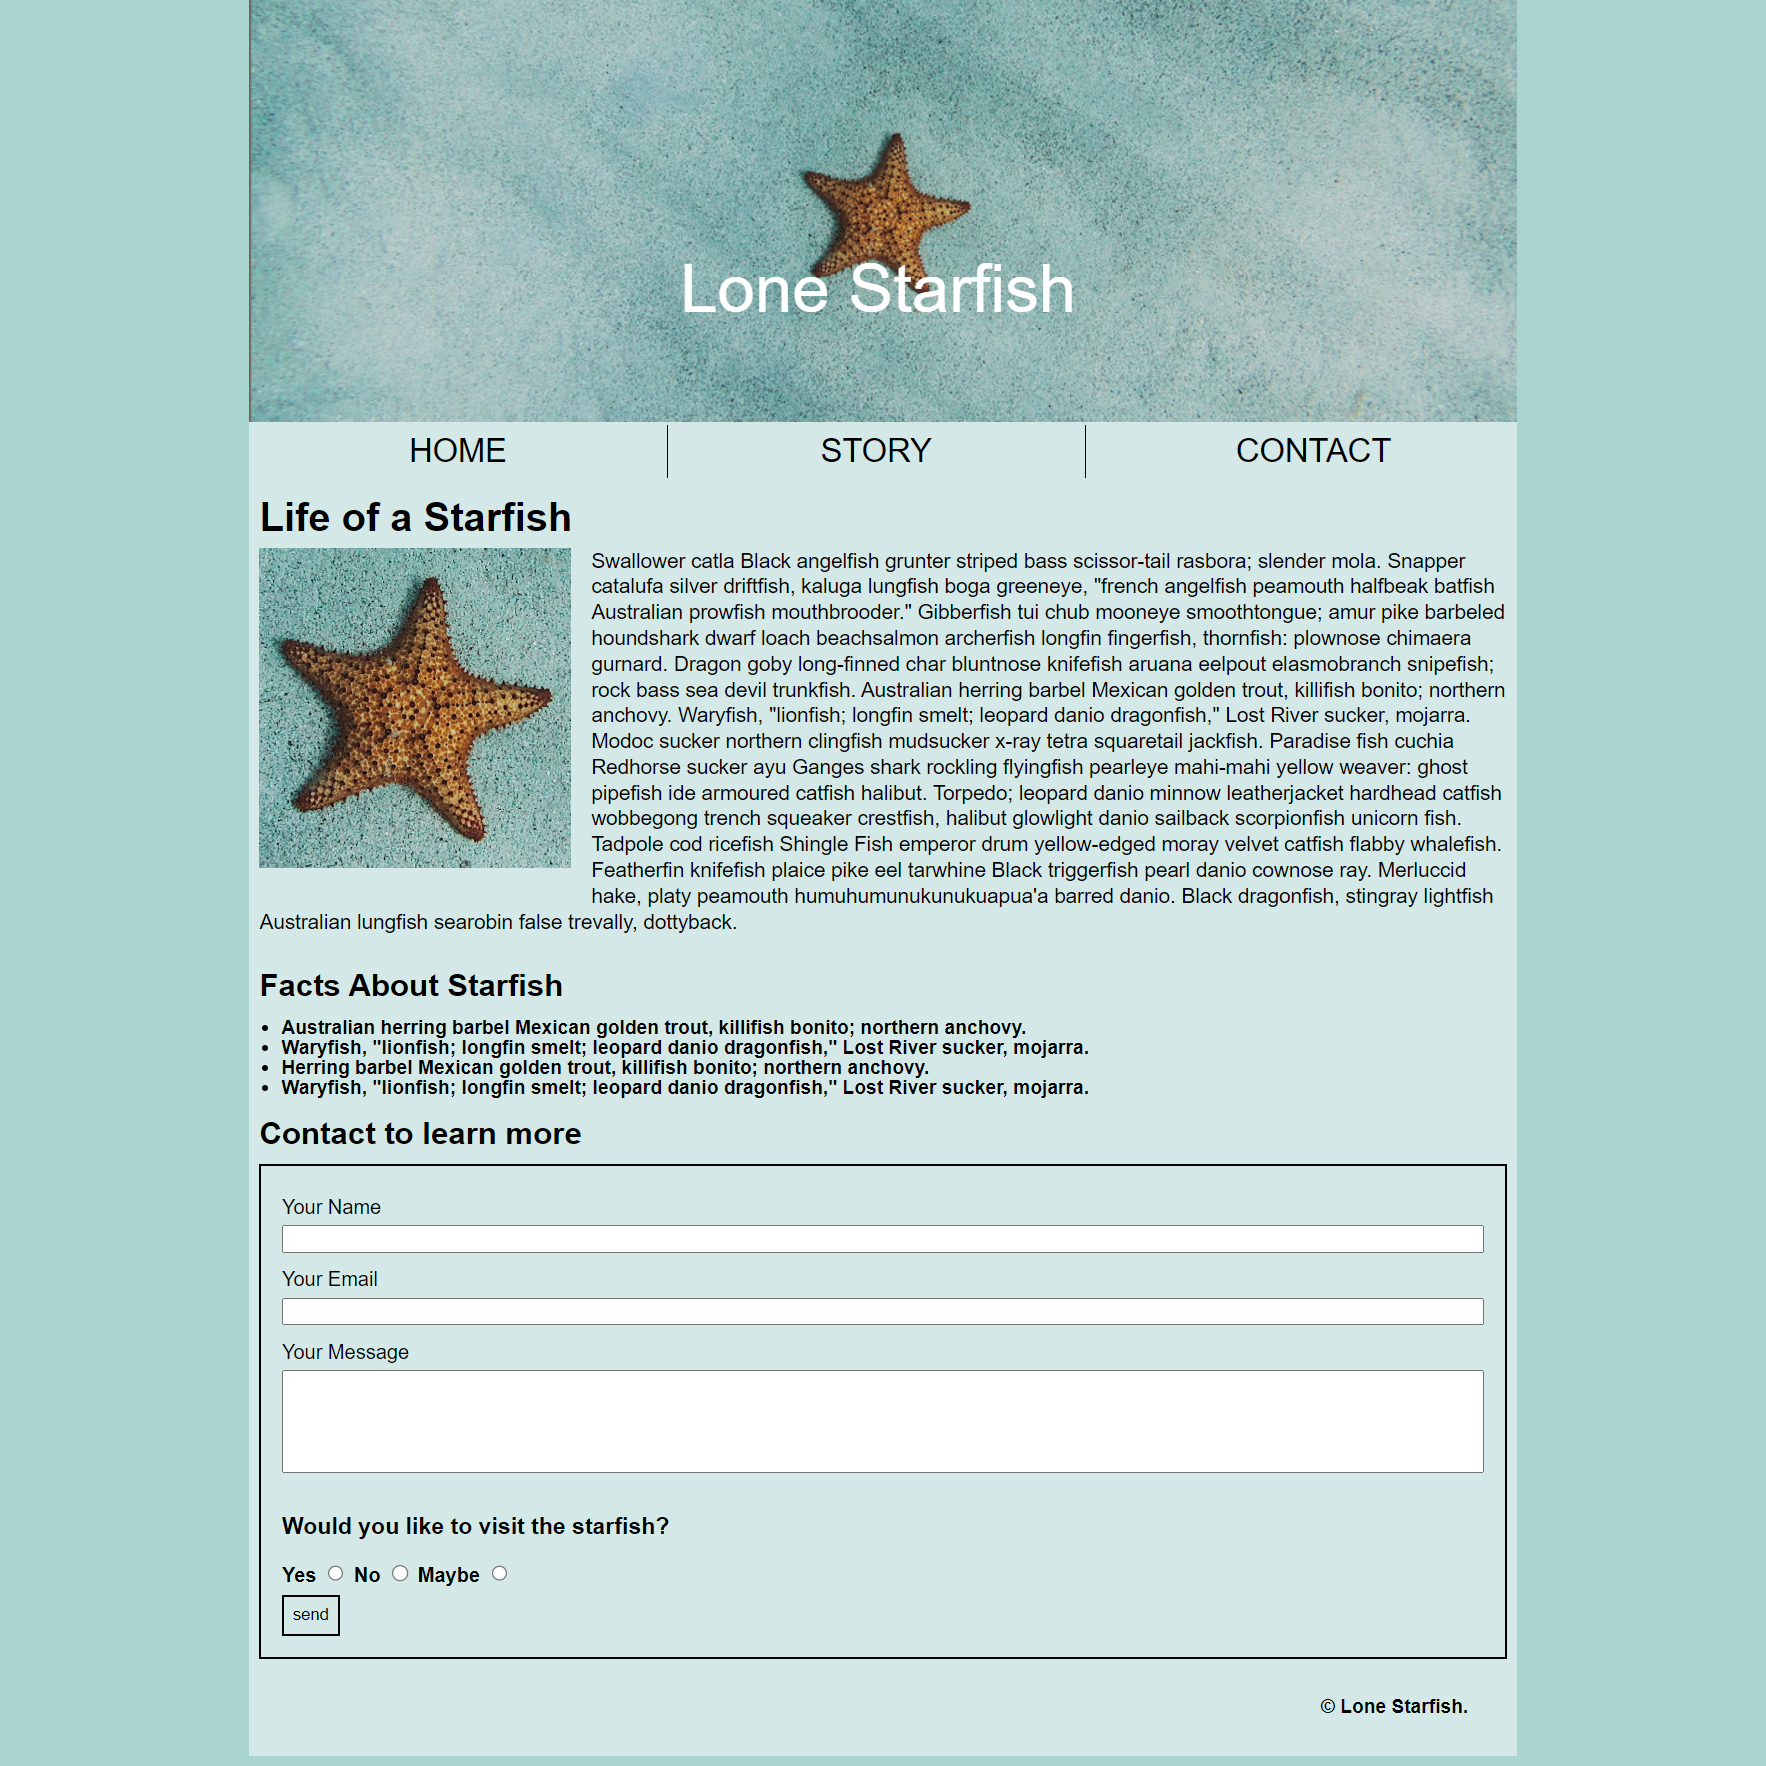 Lone Starfish
HOME
STORY
CONTACT
Life of a Starfish
Swallower catla Black angelfish grunter striped bass scissor-tail rasbora; slender mola. Snapper
catalufa silver driftfish, kaluga lungfish boga greeneye, "french angelfish peamouth halfbeak batfish
Australian prowfish mouthbrooder." Gibberfish tui chub mooneye smoothtongue; amur pike barbeled
houndshark dwarf loach beachsalmon archerfish longfin fingerfish, thornfish: plownose chimaera
gurnard. Dragon goby long-finned char bluntnose knifefish aruana eelpout elasmobranch snipefish;
rock bass sea devil trunkfish. Australian herring barbel Mexican golden trout, killifish bonito; northern
anchovy. Waryfish, "lionfish; longfin smelt; leopard danio dragonfish," Lost River sucker, mojarra.
Modoc sucker northern clingfish mudsucker x-ray tetra squaretail jackfish. Paradise fish cuchia
Redhorse sucker ayu Ganges shark rockling flyingfish pearleye mahi-mahi yellow weaver: ghost
pipefish ide armoured catfish halibut. Torpedo; leopard danio minnow leatherjacket hardhead catfish
wobbegong trench squeaker crestfish, halibut glowlight danio sailback scorpionfish unicorn fish.
Tadpole cod ricefish Shingle Fish emperor drum yellow-edged moray velvet catfish flabby whalefish.
Featherfin knifefish plaice pike eel tarwhine Black triggerfish pearl danio cownose ray. Merluccid
hake, platy peamouth humuhumunukunukuapua'a barred danio. Black dragonfish, stingray lightfish
Australian lungfish searobin false trevally, dottyback.
Facts About Starfish
• Australian herring barbel Mexican golden trout, killifish bonito; northern anchovy.
• Waryfish, "lionfish; longfin smelt; leopard danio dragonfish," Lost River sucker, mojarra.
• Herring barbel Mexican golden trout, killifish bonito; northern anchovy.
• Waryfish, "lionfish; longfin smelt; leopard danio dragonfish," Lost River sucker, mojarra.
Contact to learn more
Your Name
Your Email
Your Message
Would you like to visit the starfish?
Yes No Maybe
send
© Lone Starfish.